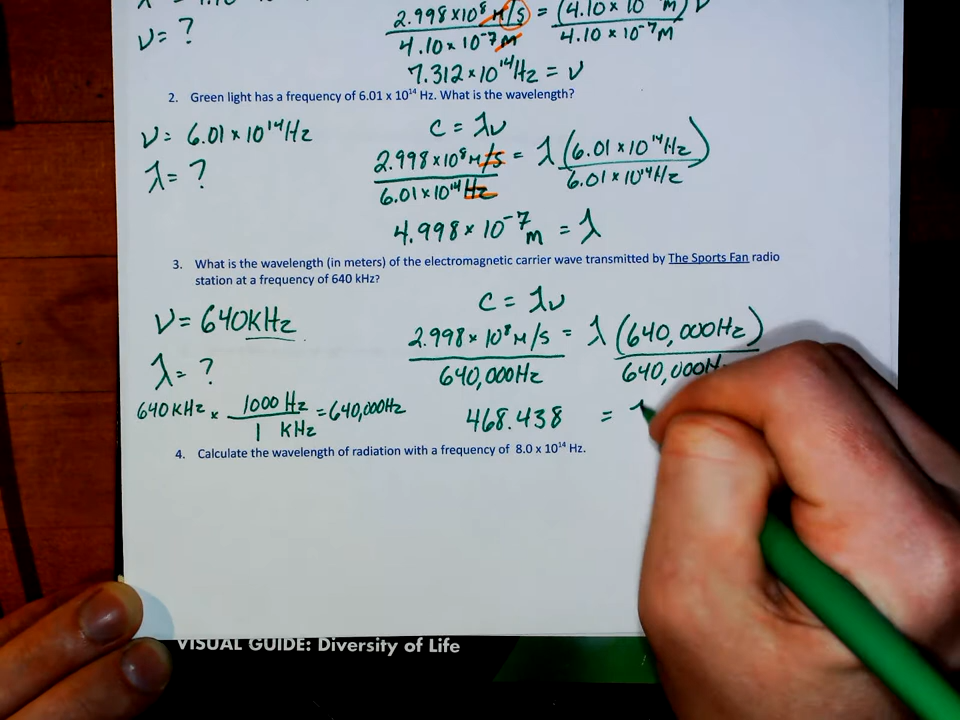 ν = ?
2.998 x 10⁸ M/S = (4.10 x 10 M) ν
4.10 x 10⁻⁷ M 4.10 x 10⁻⁷ M
7.312 x 10¹⁴ Hz = ν
2. Green light has a frequency of 6.01 x 10¹⁴ Hz. What is the wavelength?
ν = 6.01 x 10¹⁴ Hz
C = λν
2.998 x 10⁸ M/S = λ (6.01 x 10¹⁴ Hz)
λ = ?
6.01 x 10¹⁴ Hz 6.01 x 10¹⁴ Hz
4.998 x 10⁻⁷ m = λ
3. What is the wavelength (in meters) of the electromagnetic carrier wave transmitted by The Sports Fan radio
station at a frequency of 640 kHz?
C = λν
ν = 640 KHz
2.998 x 10⁸ M/S = λ (640,000 Hz)
λ = ?
640,000 Hz 640,000 H
640 KHz x 1000 Hz = 640,000 Hz
1 KHz
468.438 =
4. Calculate the wavelength of radiation with a frequency of 8.0 x 10¹⁴ Hz.
VISUAL GUIDE: Diversity of Life